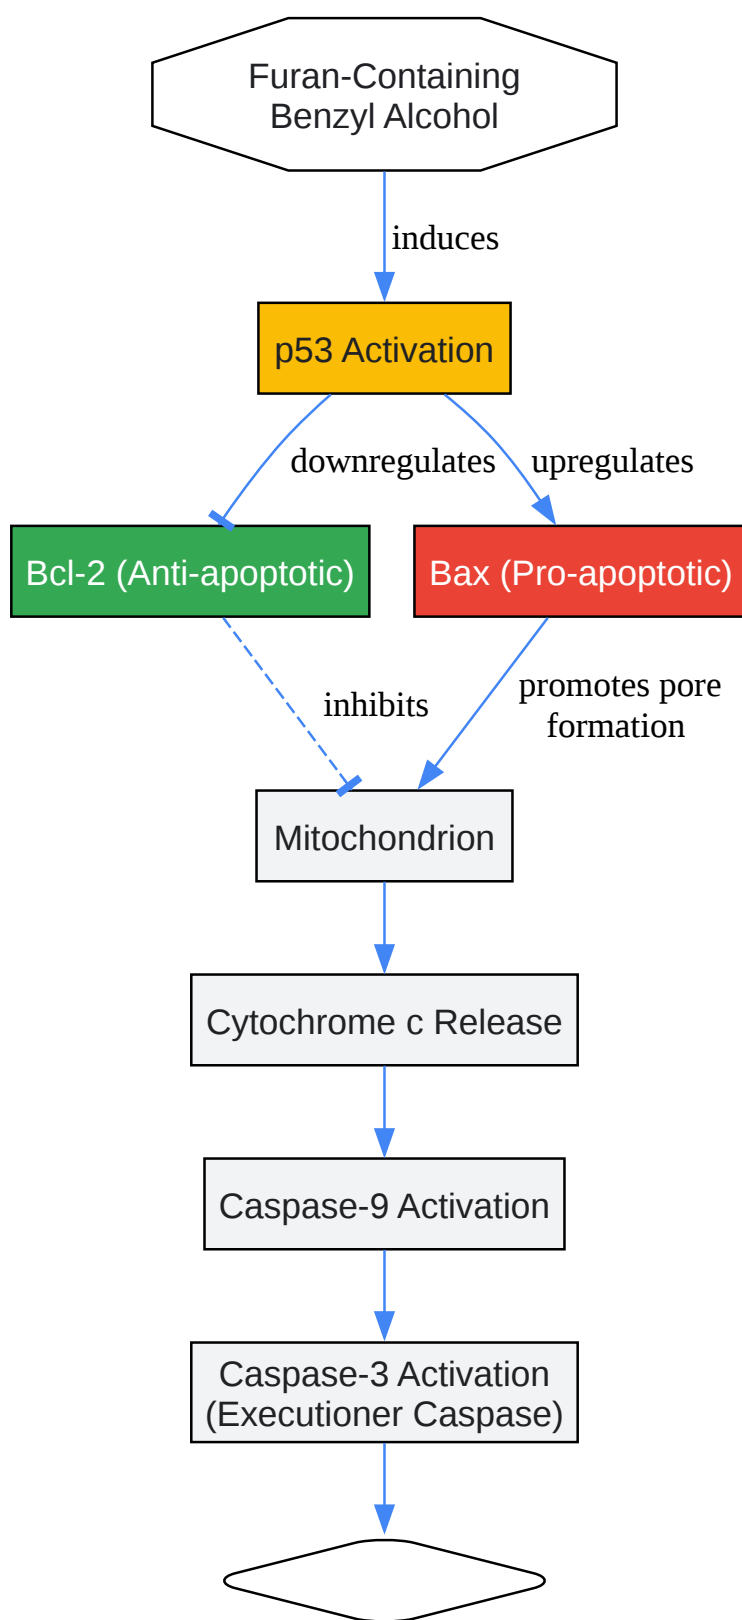 Furan-Containing
Benzyl Alcohol
induces
p53 Activation
downregulates
upregulates
Bcl-2 (Anti-apoptotic)
Bax (Pro-apoptotic)
inhibits
promotes pore
formation
Mitochondrion
Cytochrome c Release
Caspase-9 Activation
Caspase-3 Activation
(Executioner Caspase)